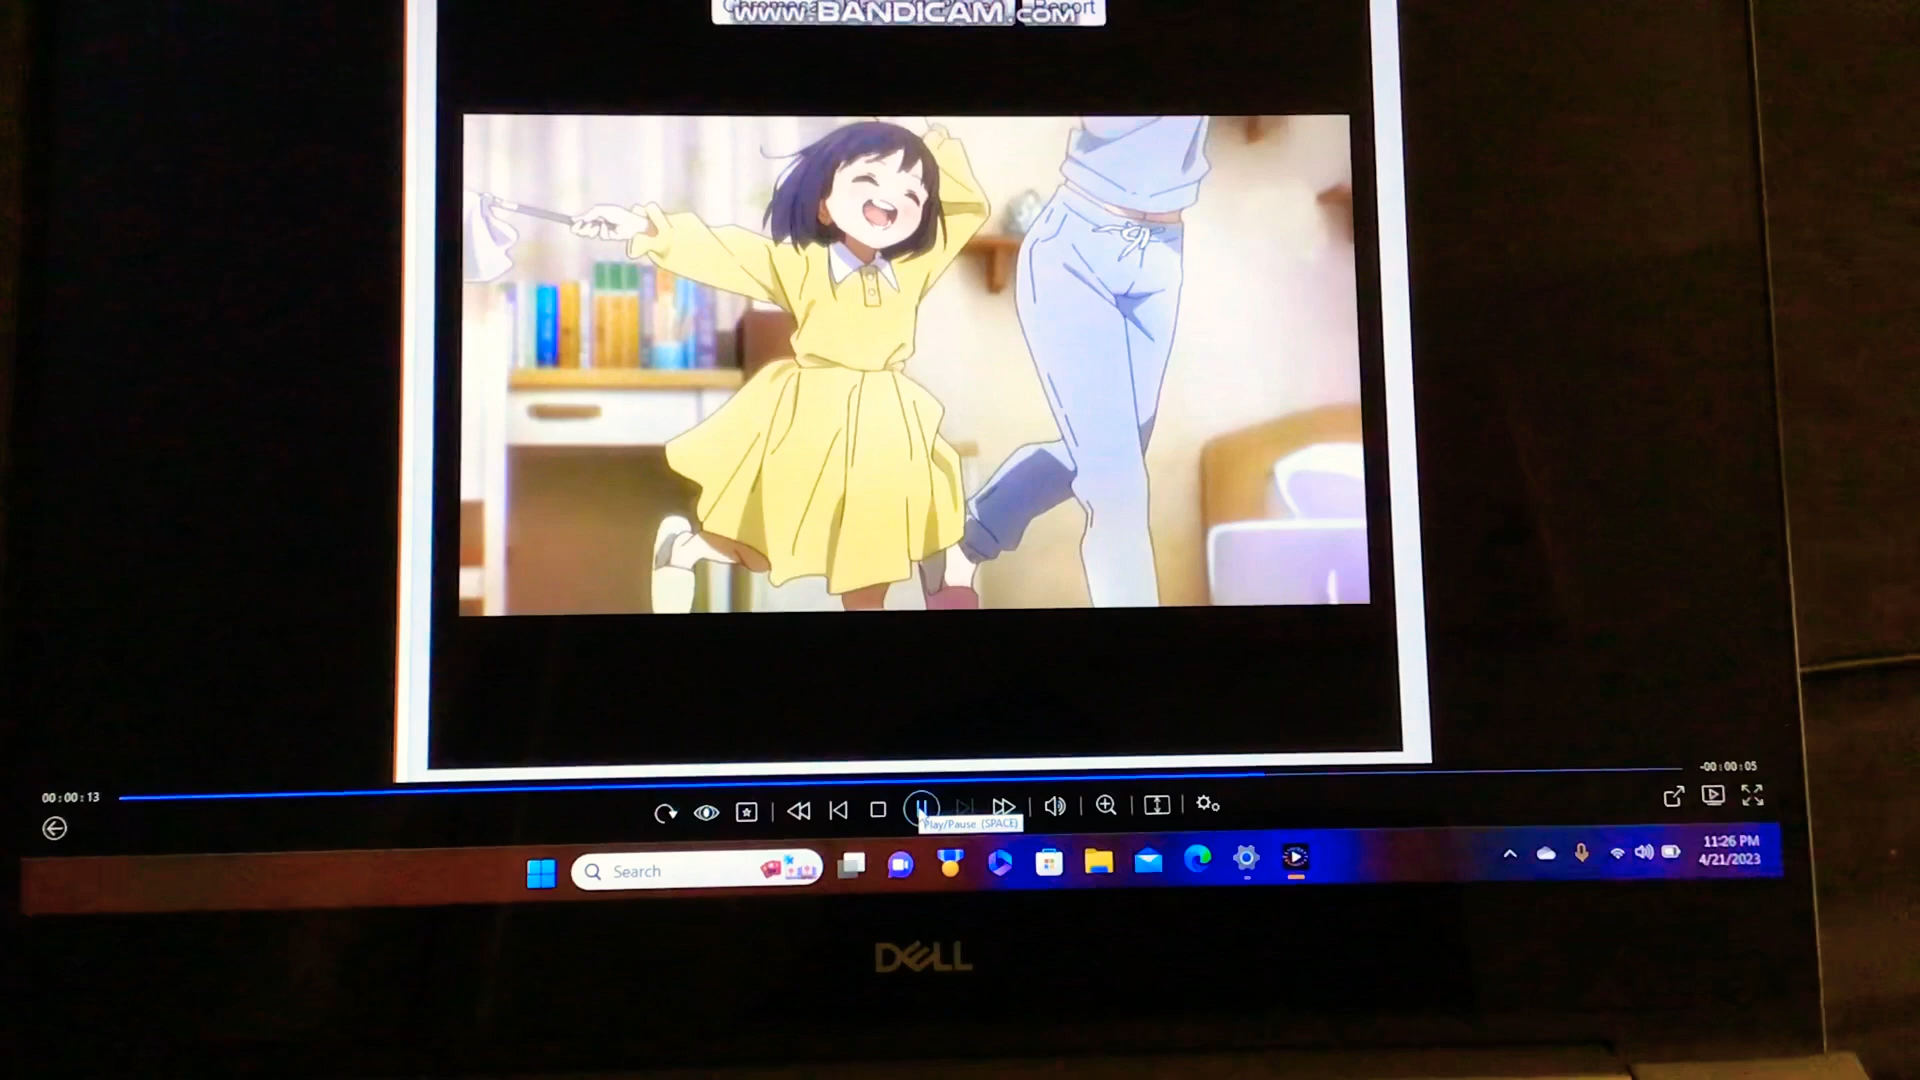 www.BANDICAM.com
Report
00:00:13
-00:00:05
Play/Pause (SPACE)
Search
11:26 PM
4/21/2023
DELL